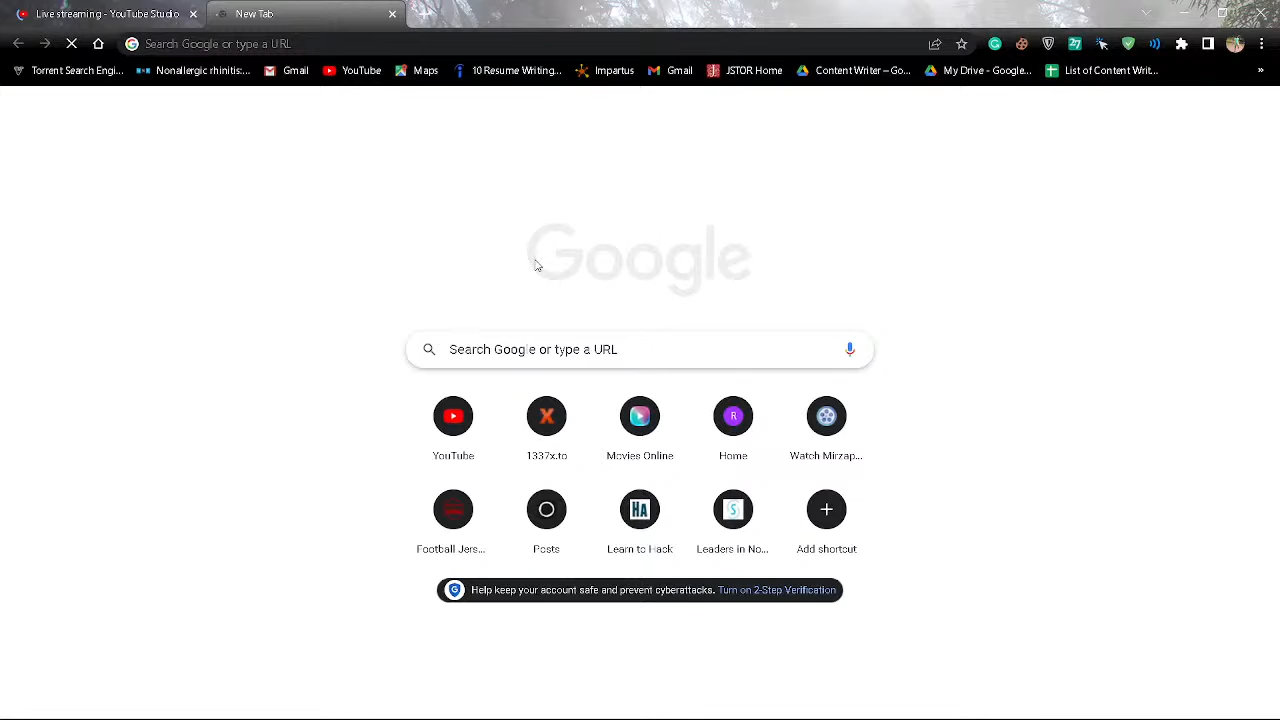 Live streaming - YouTube Studio
New Tab
Search Google or type a URL
Torrent Search Engi... Nonallergic rhinitis... Gmail YouTube Maps 10 Resume Writing... Impartus Gmail JSTOR Home Content Writer – Go... My Drive - Google... List of Content Writ... »
Google
Search Google or type a URL
YouTube 1337x.to Movies Online Home Watch Mirzap...
Football Jers... Posts Learn to Hack Leaders in No... Add shortcut
Help keep your account safe and prevent cyberattacks. Turn on 2-Step Verification